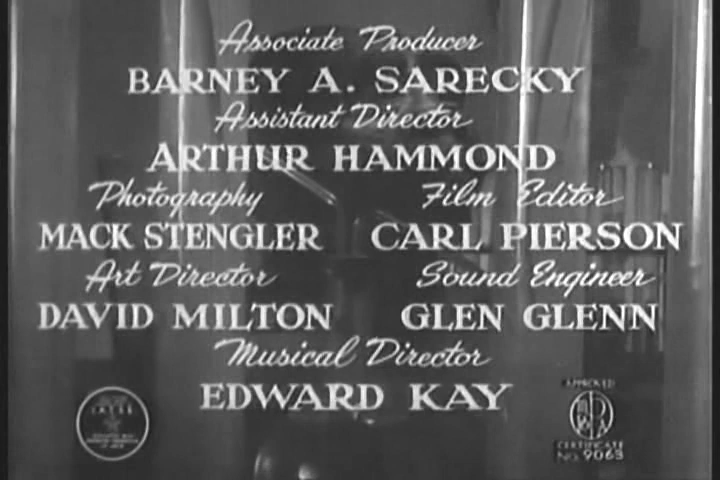 Associate Producer
BARNEY A. SARECKY
Assistant Director
ARTHUR HAMMOND
Photography Film Editor
MACK STENGLER CARL PIERSON
Art Director Sound Engineer
DAVID MILTON GLEN GLENN
Musical Director
EDWARD KAY
APPROVED
CERTIFICATE
NO. 9063